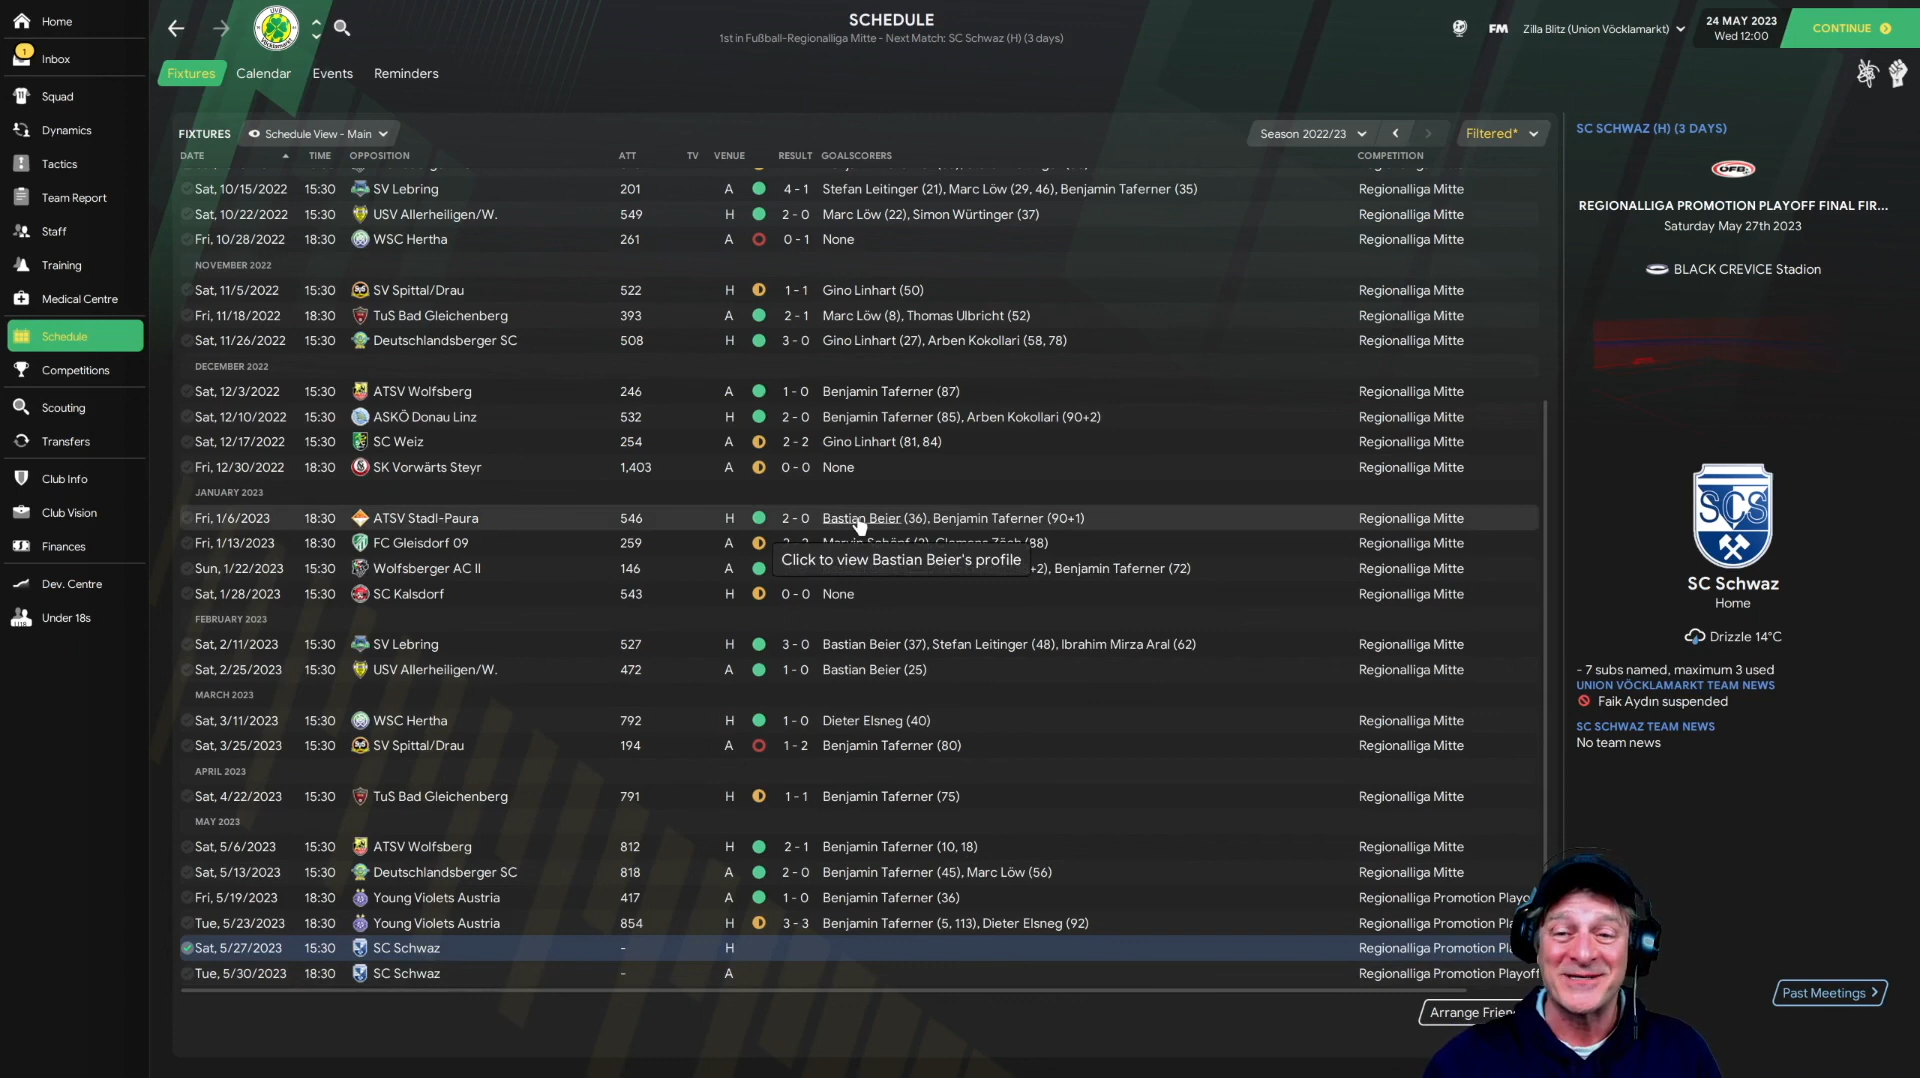 Home
SCHEDULE
1st in Fußball-Regionalliga Mitte - Next Match: SC Schwaz (H) (3 days)
FM
Zilla Blitz (Union Vöcklamarkt)
24 MAY 2023
Wed 12:00
CONTINUE
1
Inbox
Fixtures
Calendar
Events
Reminders
Squad
Dynamics
Tactics
Team Report
Staff
Training
Medical Centre
Schedule
Competitions
Scouting
Transfers
Club Info
Club Vision
Finances
Dev. Centre
Under 18s
FIXTURES
Schedule View - Main
Season 2022/23
Filtered*
DATE TIME OPPOSITION ATT TV VENUE RESULT GOALSCORERS COMPETITION
Sat, 10/15/2022 15:30 SV Lebring 201 A 4 - 1 Stefan Leitinger (21), Marc Löw (29, 46), Benjamin Taferner (35) Regionalliga Mitte
Sat, 10/22/2022 15:30 USV Allerheiligen/W. 549 H 2 - 0 Marc Löw (22), Simon Würtinger (37) Regionalliga Mitte
Fri, 10/28/2022 18:30 WSC Hertha 261 A 0 - 1 None Regionalliga Mitte
NOVEMBER 2022
Sat, 11/5/2022 15:30 SV Spittal/Drau 522 H 1 - 1 Gino Linhart (50) Regionalliga Mitte
Fri, 11/18/2022 18:30 TuS Bad Gleichenberg 393 A 2 - 1 Marc Löw (8), Thomas Ulbricht (52) Regionalliga Mitte
Sat, 11/26/2022 15:30 Deutschlandsberger SC 508 H 3 - 0 Gino Linhart (27), Arben Kokollari (58, 78) Regionalliga Mitte
DECEMBER 2022
Sat, 12/3/2022 15:30 ATSV Wolfsberg 246 A 1 - 0 Benjamin Taferner (87) Regionalliga Mitte
Sat, 12/10/2022 15:30 ASKÖ Donau Linz 532 H 2 - 0 Benjamin Taferner (85), Arben Kokollari (90+2) Regionalliga Mitte
Sat, 12/17/2022 15:30 SC Weiz 254 A 2 - 2 Gino Linhart (81, 84) Regionalliga Mitte
Fri, 12/30/2022 18:30 SK Vorwärts Steyr 1,403 A 0 - 0 None Regionalliga Mitte
JANUARY 2023
Fri, 1/6/2023 18:30 ATSV Stadl-Paura 546 H 2 - 0 Bastian Beier (36), Benjamin Taferner (90+1) Regionalliga Mitte
Fri, 1/13/2023 18:30 FC Gleisdorf 09 259 A (88) Regionalliga Mitte
Click to view Bastian Beier's profile
Sun, 1/22/2023 15:30 Wolfsberger AC II 146 A +2), Benjamin Taferner (72) Regionalliga Mitte
Sat, 1/28/2023 15:30 SC Kalsdorf 543 H 0 - 0 None Regionalliga Mitte
FEBRUARY 2023
Sat, 2/11/2023 15:30 SV Lebring 527 H 3 - 0 Bastian Beier (37), Stefan Leitinger (48), Ibrahim Mirza Aral (62) Regionalliga Mitte
Sat, 2/25/2023 15:30 USV Allerheiligen/W. 472 A 1 - 0 Bastian Beier (25) Regionalliga Mitte
MARCH 2023
Sat, 3/11/2023 15:30 WSC Hertha 792 H 1 - 0 Dieter Elsneg (40) Regionalliga Mitte
Sat, 3/25/2023 15:30 SV Spittal/Drau 194 A 1 - 2 Benjamin Taferner (80) Regionalliga Mitte
APRIL 2023
Sat, 4/22/2023 15:30 TuS Bad Gleichenberg 791 H 1 - 1 Benjamin Taferner (75) Regionalliga Mitte
MAY 2023
Sat, 5/6/2023 15:30 ATSV Wolfsberg 812 H 2 - 1 Benjamin Taferner (10, 18) Regionalliga Mitte
Sat, 5/13/2023 15:30 Deutschlandsberger SC 818 A 2 - 0 Benjamin Taferner (45), Marc Löw (56) Regionalliga Mitte
Fri, 5/19/2023 18:30 Young Violets Austria 417 A 1 - 0 Benjamin Taferner (36) Regionalliga Promotion Playo
Tue, 5/23/2023 18:30 Young Violets Austria 854 H 3 - 3 Benjamin Taferner (5, 113), Dieter Elsneg (92) Regionalliga Promotion Pl
Sat, 5/27/2023 15:30 SC Schwaz - H Regionalliga Promotion Pla
Tue, 5/30/2023 18:30 SC Schwaz - A Regionalliga Promotion Playoff
Arrange Frien
SC SCHWAZ (H) (3 DAYS)
ÖFB
REGIONALLIGA PROMOTION PLAYOFF FINAL FIR...
Saturday May 27th 2023
BLACK CREVICE Stadion
SCS
SC Schwaz
Home
Drizzle 14°C
- 7 subs named, maximum 3 used
UNION VÖCKLAMARKT TEAM NEWS
Faik Aydın suspended
SC SCHWAZ TEAM NEWS
No team news
Past Meetings